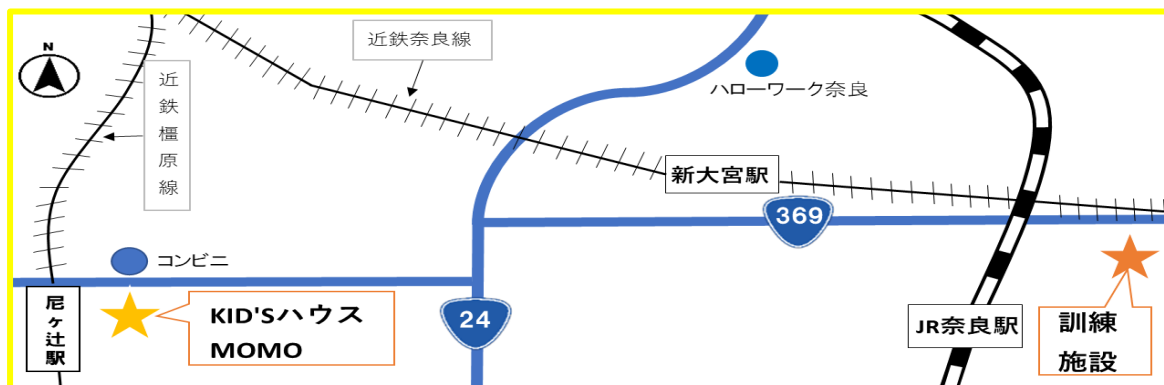 N
近鉄奈良線
近鉄橿原線
ハローワーク奈良
新大宮駅
369
コンビニ
尼ヶ辻駅
KID'Sハウス
MOMO
24
JR奈良駅
訓練
施設